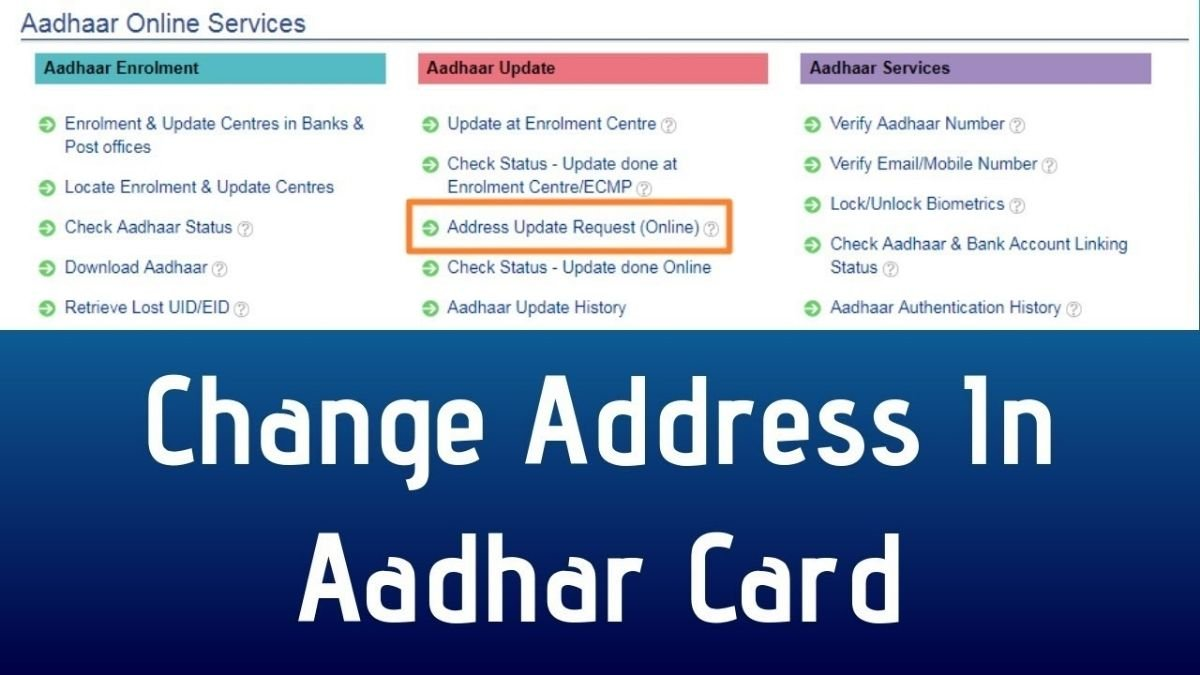 Aadhaar Online Services
Aadhaar Enrolment
Enrolment & Update Centres in Banks &
Post offices
Locate Enrolment & Update Centres
Check Aadhaar Status ?
Download Aadhaar ?
Retrieve Lost UID/EID ?
Aadhaar Update
Update at Enrolment Centre ?
Check Status - Update done at
Enrolment Centre/ECMP ?
Address Update Request (Online) ?
Check Status - Update done Online
Aadhaar Update History
Aadhaar Services
Verify Aadhaar Number ?
Verify Email/Mobile Number ?
Lock/Unlock Biometrics ?
Check Aadhaar & Bank Account Linking
Status ?
Aadhaar Authentication History ?
Change Address In
Aadhar Card